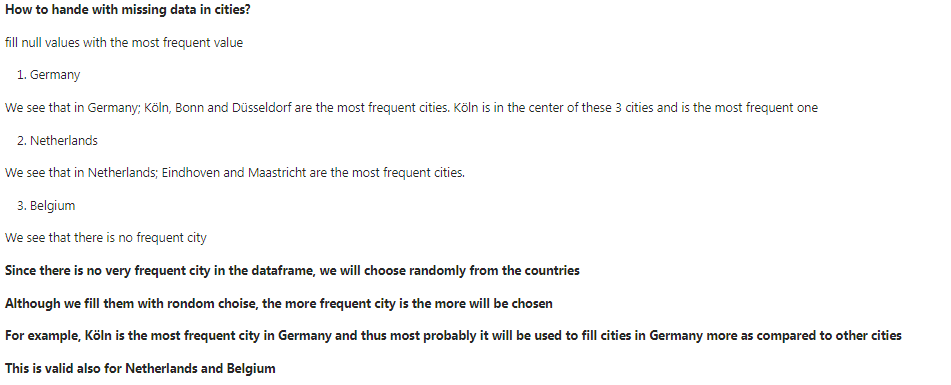 How to hande with missing data in cities?
fill null values with the most frequent value
1. Germany
We see that in Germany; Köln, Bonn and Düsseldorf are the most frequent cities. Köln is in the center of these 3 cities and is the most frequent one
2. Netherlands
We see that in Netherlands; Eindhoven and Maastricht are the most frequent cities.
3. Belgium
We see that there is no frequent city
Since there is no very frequent city in the dataframe, we will choose randomly from the countries
Although we fill them with rondom choise, the more frequent city is the more will be chosen
For example, Köln is the most frequent city in Germany and thus most probably it will be used to fill cities in Germany more as compared to other cities
This is valid also for Netherlands and Belgium